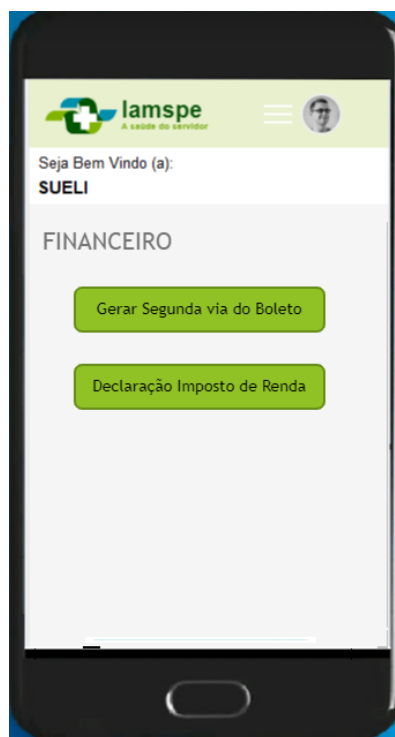 Iamspe
A saúde do servidor
Seja Bem Vindo (a):
SUELI
FINANCEIRO
Gerar Segunda via do Boleto
Declaração Imposto de Renda